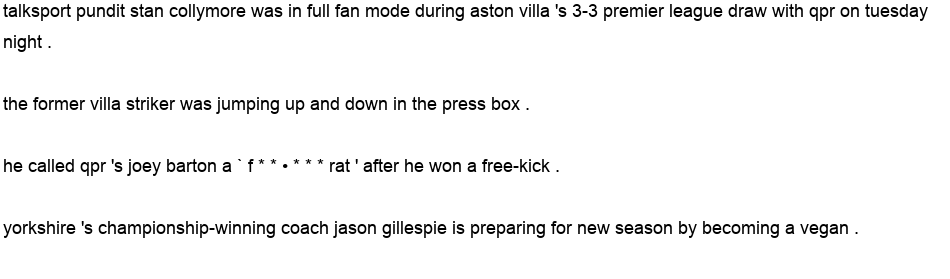 talksport pundit stan collymore was in full fan mode during aston villa 's 3-3 premier league draw with qpr on tuesday
night .
the former villa striker was jumping up and down in the press box .
he called qpr 's joey barton a ` f * * • * * * rat ' after he won a free-kick .
yorkshire 's championship-winning coach jason gillespie is preparing for new season by becoming a vegan .